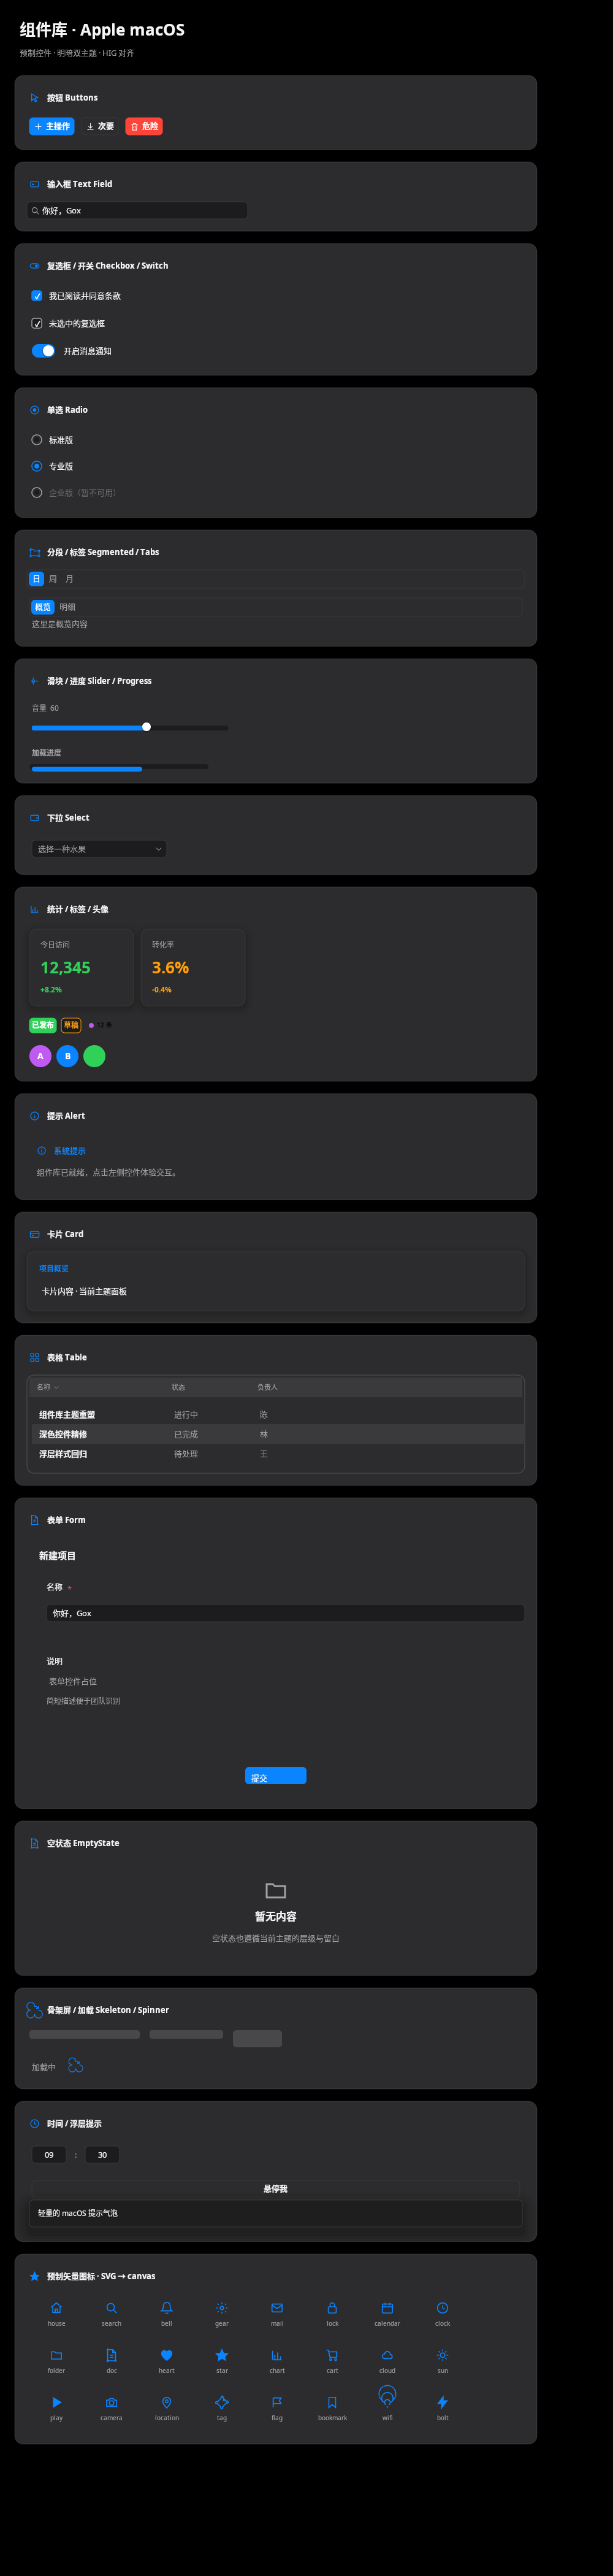 组件库 · Apple macOS
预制控件 · 明暗双主题 · HIG 对齐
按钮 Buttons
主操作 次要 危险
输入框 Text Field
你好，Gox
复选框 / 开关 Checkbox / Switch
我已阅读并同意条款
未选中的复选框
开启消息通知
单选 Radio
标准版
专业版
企业版（暂不可用）
分段 / 标签 Segmented / Tabs
日 周 月
概览 明细
这里是概览内容
滑块 / 进度 Slider / Progress
音量 60
加载进度
下拉 Select
选择一种水果
统计 / 标签 / 头像
今日访问 转化率
12,345 3.6%
+8.2% -0.4%
已发布 草稿 12 条
A B
提示 Alert
系统提示
组件库已就绪，点击左侧控件体验交互。
卡片 Card
项目概览
卡片内容 · 当前主题面板
表格 Table
名称 状态 负责人
组件库主题重塑 进行中 陈
深色控件精修 已完成 林
浮层样式回归 待处理 王
表单 Form
新建项目
名称 *
你好，Gox
说明
表单控件占位
简短描述便于团队识别
提交
空状态 EmptyState
暂无内容
空状态也遵循当前主题的层级与留白
骨架屏 / 加载 Skeleton / Spinner
加载中
时间 / 浮层提示
09 : 30
悬停我
轻量的 macOS 提示气泡
预制矢量图标 · SVG → canvas
house search bell gear mail lock calendar clock
folder doc heart star chart cart cloud sun
play camera location tag flag bookmark wifi bolt